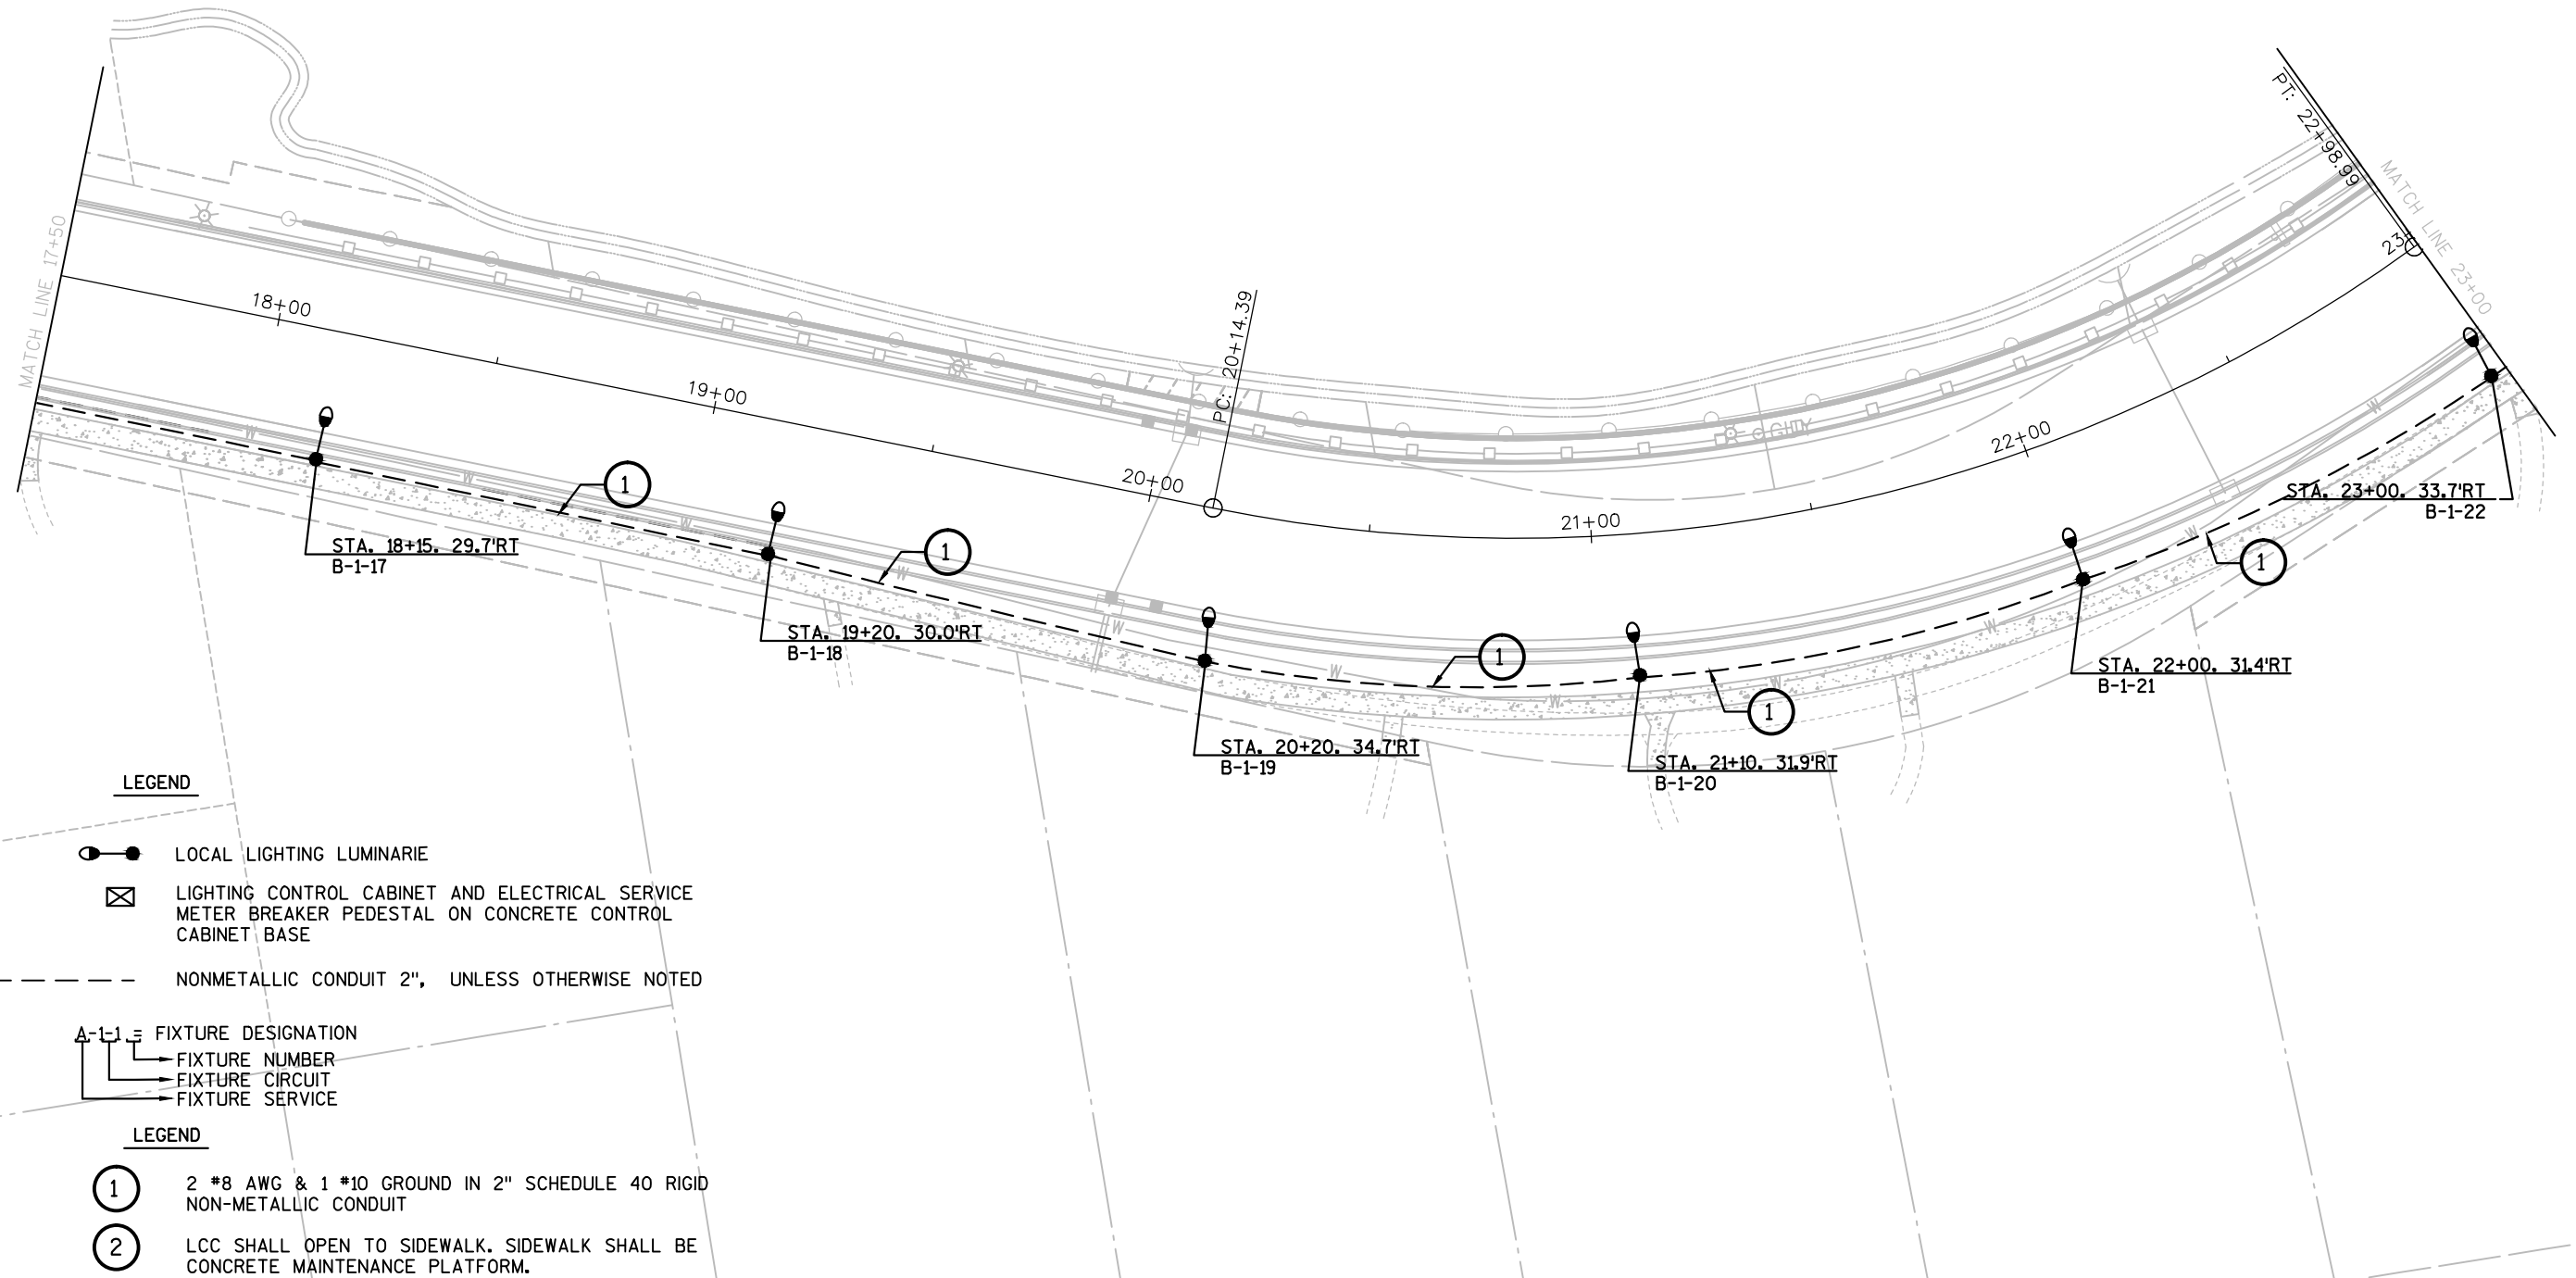 PT: 22+98.99
MATCH LINE 23+00
23
MATCH LINE 17+50
18+00
19+00
PC: 20+14.39
20+00
21+00
22+00
GUY
W
W
W
W
W
W
W
W
W
W
W
1
1
1
1
1
STA. 18+15. 29.7'RT
B-1-17
STA. 19+20. 30.0'RT
B-1-18
STA. 20+20. 34.7'RT
B-1-19
STA. 21+10. 31.9'RT
B-1-20
STA. 22+00. 31.4'RT
B-1-21
STA. 23+00. 33.7'RT
B-1-22
LEGEND
LOCAL LIGHTING LUMINARIE
LIGHTING CONTROL CABINET AND ELECTRICAL SERVICE
METER BREAKER PEDESTAL ON CONCRETE CONTROL
CABINET BASE
NONMETALLIC CONDUIT 2", UNLESS OTHERWISE NOTED
A-1-1 = FIXTURE DESIGNATION
FIXTURE NUMBER
FIXTURE CIRCUIT
FIXTURE SERVICE
LEGEND
1 2 #8 AWG & 1 #10 GROUND IN 2" SCHEDULE 40 RIGID
NON-METALLIC CONDUIT
2 LCC SHALL OPEN TO SIDEWALK. SIDEWALK SHALL BE
CONCRETE MAINTENANCE PLATFORM.